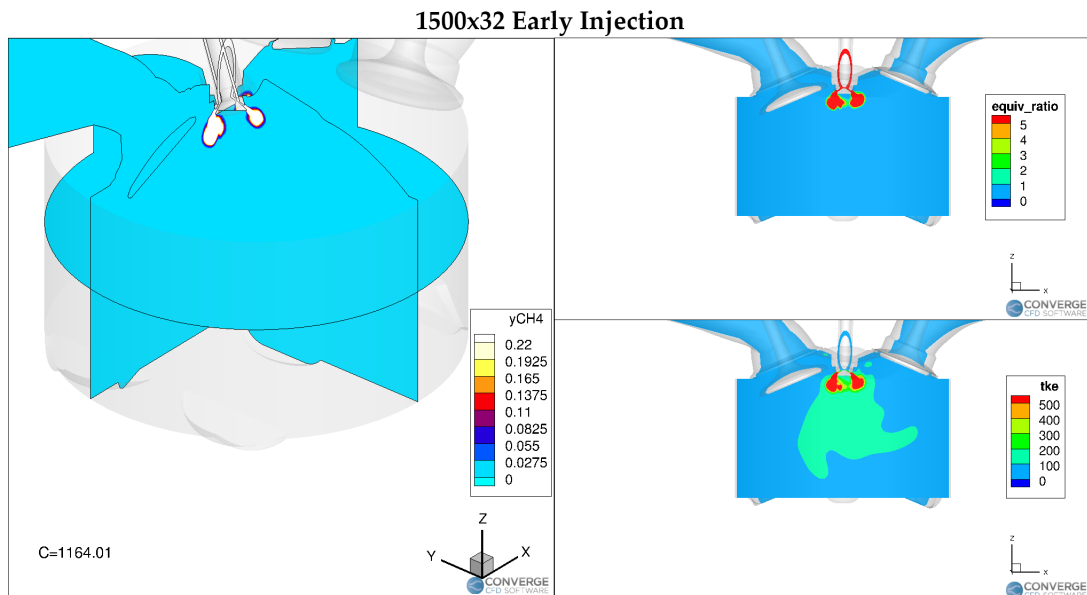 1500x32 Early Injection
yCH4
0.22
0.1925
0.165
0.1375
0.11
0.0825
0.055
0.0275
0
C=1164.01
Z
Y
X
CONVERGE
CFD SOFTWARE
equiv_ratio
5
4
3
2
1
0
z
x
CONVERGE
CFD SOFTWARE
tke
500
400
300
200
100
0
z
x
CONVERGE
CFD SOFTWARE